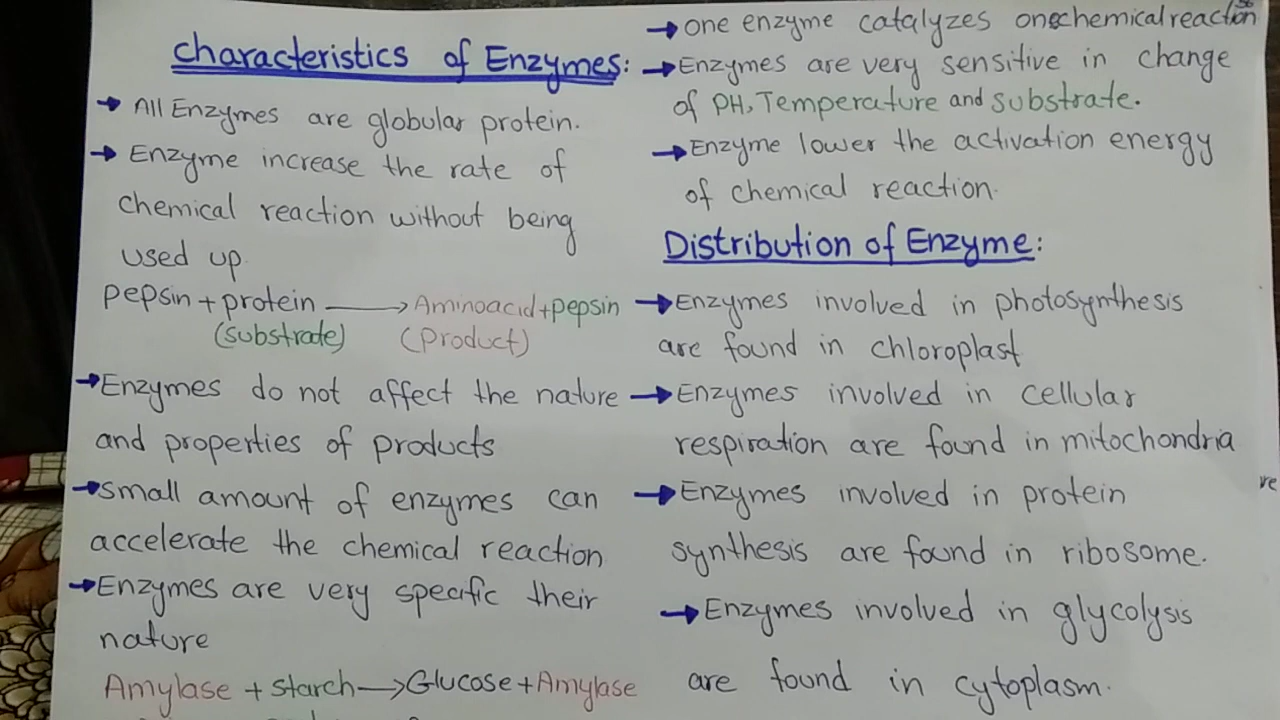 Characteristics of Enzymes:
→ All Enzymes are globular protein.
→ Enzyme increase the rate of
chemical reaction without being
used up.
pepsin + protein → Aminoacid + pepsin
(substrate) (Product)
→ Enzymes do not affect the nature
and properties of products
→ small amount of enzymes can
accelerate the chemical reaction
→ Enzymes are very specific their
nature
Amylase + starch → Glucose + Amylase
→ one enzyme catalyzes one chemical reaction
→ Enzymes are very sensitive in change
of PH, Temperature and substrate.
→ Enzyme lower the activation energy
of chemical reaction.
Distribution of Enzyme:
→ Enzymes involved in photosynthesis
are found in chloroplast
→ Enzymes involved in cellular
respiration are found in mitochondria
→ Enzymes involved in protein
synthesis are found in ribosome.
→ Enzymes involved in glycolysis
are found in cytoplasm.